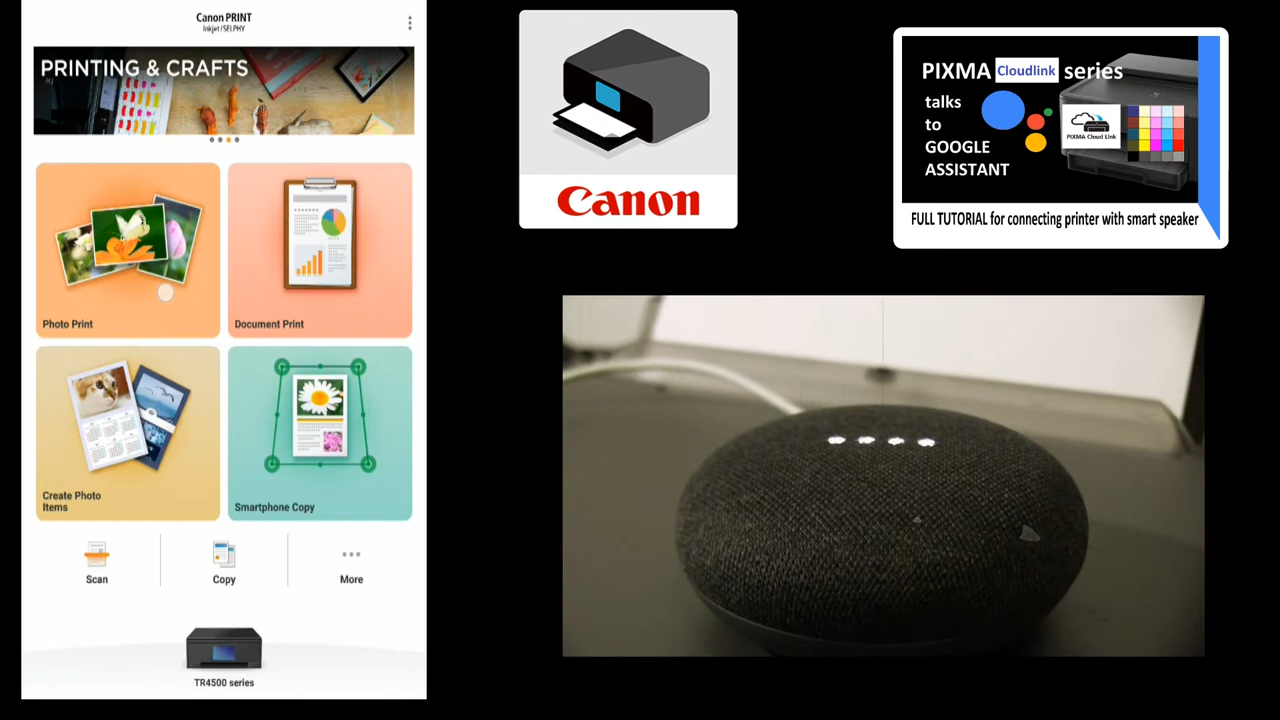 Canon PRINT
Inkjet/SELPHY
PRINTING & CRAFTS
Photo Print
Document Print
Create Photo
Items
Smartphone Copy
Scan
Copy
More
TR4500 series
Canon
PIXMA Cloudlink series
talks
to
GOOGLE
ASSISTANT
PIXMA Cloud Link
FULL TUTORIAL for connecting printer with smart speaker